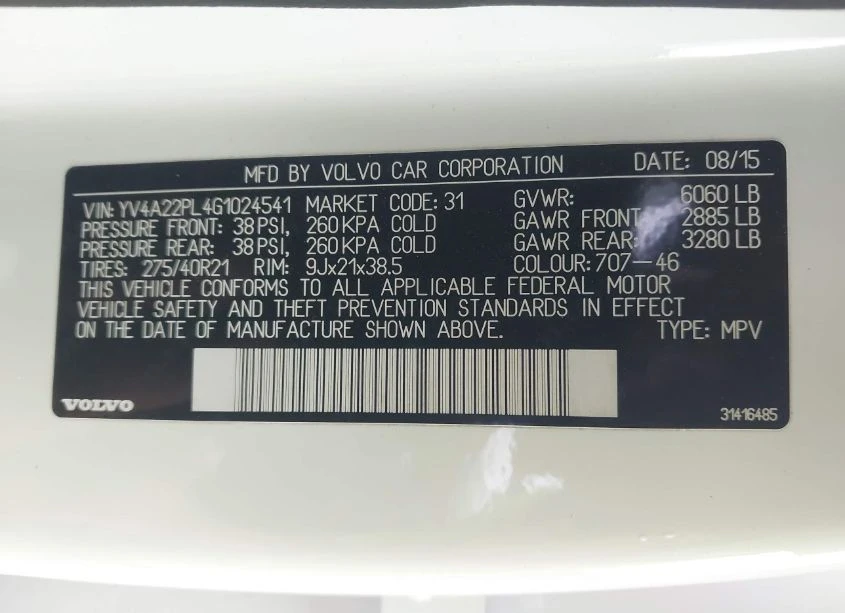 MFD BY VOLVO CAR CORPORATION DATE: 08/15
VIN: YV4A22PL4G1024541 MARKET CODE: 31 GVWR: 6060 LB
PRESSURE FRONT: 38 PSI, 260 KPA COLD GAWR FRONT: 2885 LB
PRESSURE REAR: 38 PSI, 260 KPA COLD GAWR REAR: 3280 LB
TIRES: 275/40R21 RIM: 9Jx21x38.5 COLOUR: 707-46
THIS VEHICLE CONFORMS TO ALL APPLICABLE FEDERAL MOTOR
VEHICLE SAFETY AND THEFT PREVENTION STANDARDS IN EFFECT
ON THE DATE OF MANUFACTURE SHOWN ABOVE. TYPE: MPV
VOLVO 31416485